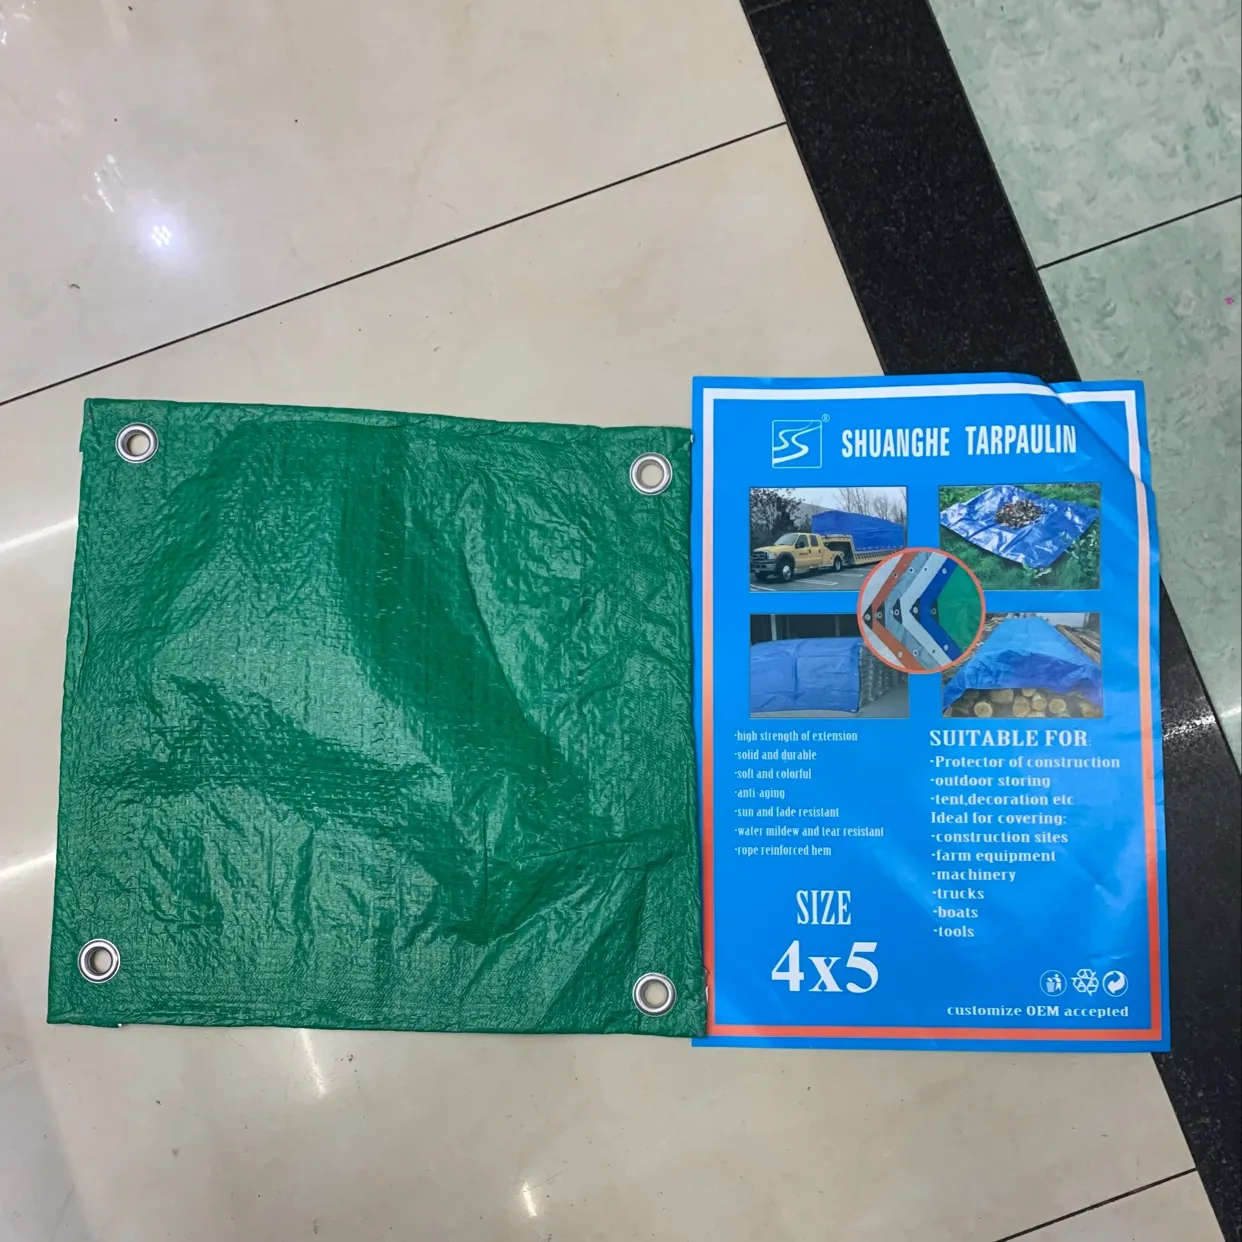 ®
SHUANGHE TARPAULIN
·high strength of extension
·solid and durable
·soft and colorful
·anti-aging
·sun and fade resistant
·water mildew and tear resistant
·rope reinforced hem
SIZE
4x5
SUITABLE FOR:
·Protector of construction
·outdoor storing
·tent,decoration etc
Ideal for covering:
·construction sites
·farm equipment
·machinery
·trucks
·boats
·tools
customize OEM accepted